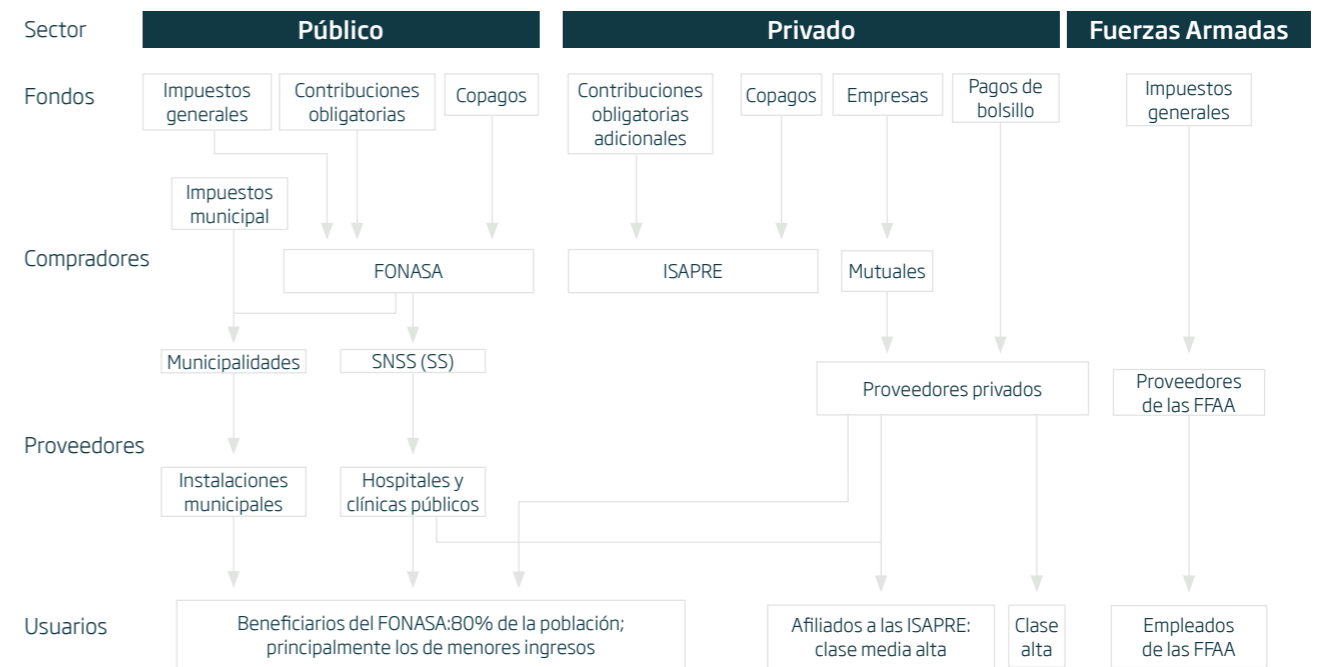 Sector
Público
Privado
Fuerzas Armadas
Fondos
Impuestos
generales
Contribuciones
obligatorias
Copagos
Contribuciones
obligatorias
adicionales
Copagos
Empresas
Pagos de
bolsillo
Impuestos
generales
Impuestos
municipal
Compradores
FONASA
ISAPRE
Mutuales
Municipalidades
SNSS (SS)
Proveedores privados
Proveedores
de las FFAA
Proveedores
Instalaciones
municipales
Hospitales y
clínicas públicos
Usuarios
Beneficiarios del FONASA:80% de la población;
principalmente los de menores ingresos
Afiliados a las ISAPRE:
clase media alta
Clase
alta
Empleados
de las FFAA